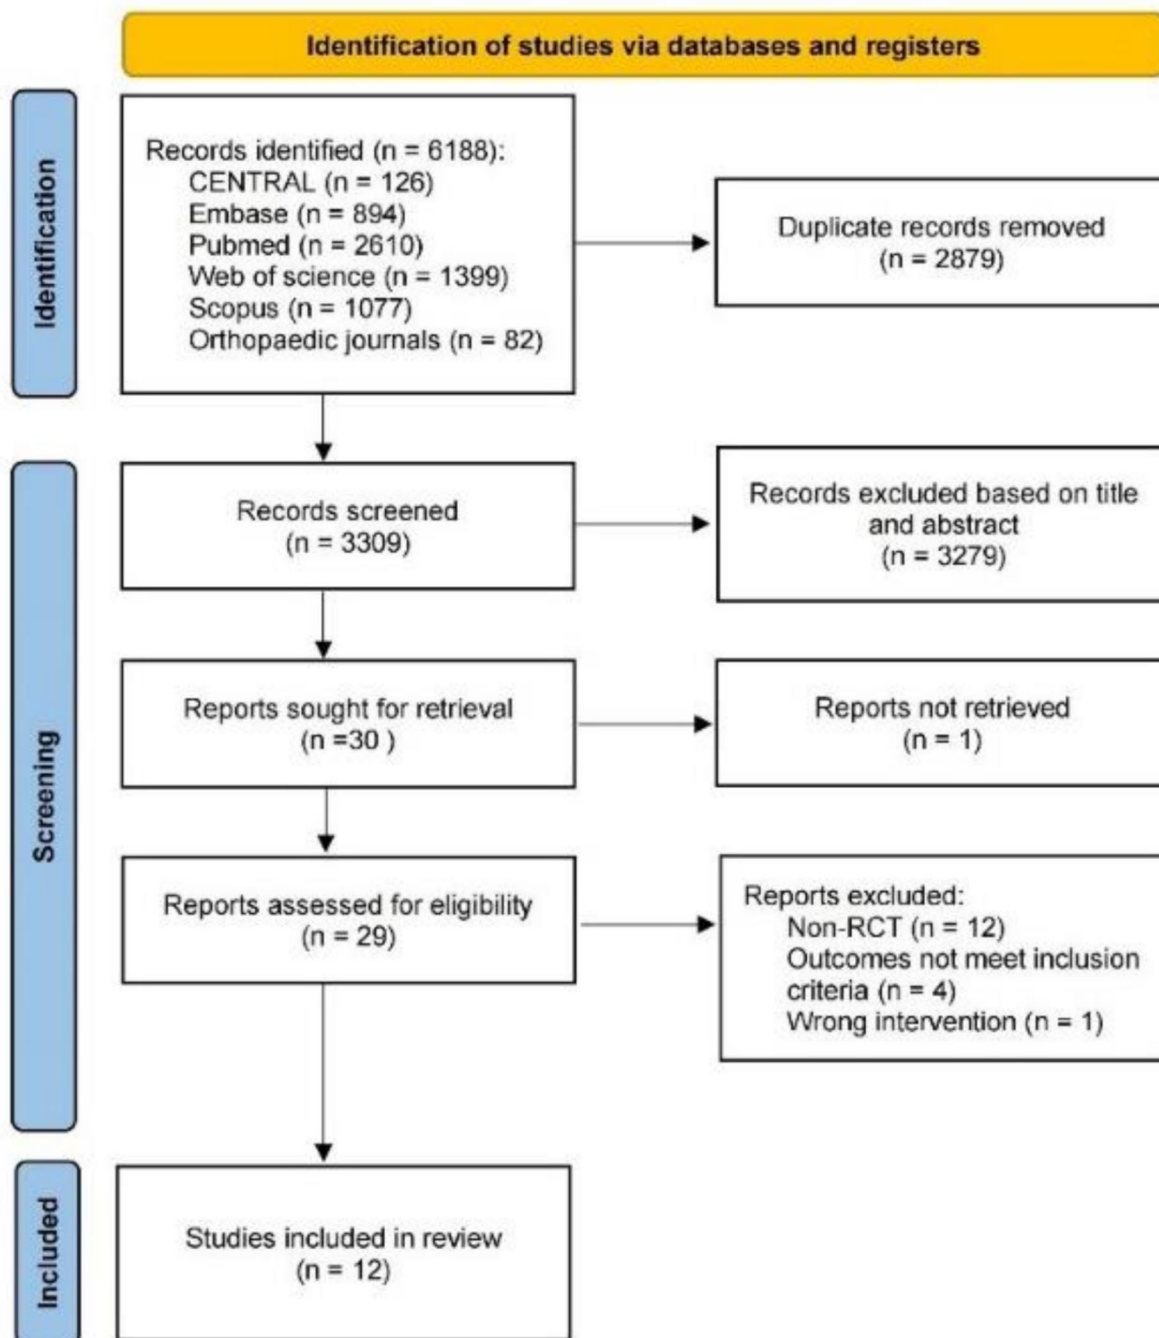 Identification of studies via databases and registers
Identification
Records identified (n = 6188):
CENTRAL (n = 126)
Embase (n = 894)
Pubmed (n = 2610)
Web of science (n = 1399)
Scopus (n = 1077)
Orthopaedic journals (n = 82)
Duplicate records removed
(n = 2879)
Screening
Records screened
(n = 3309)
Records excluded based on title
and abstract
(n = 3279)
Reports sought for retrieval
(n =30 )
Reports not retrieved
(n = 1)
Reports assessed for eligibility
(n = 29)
Reports excluded:
Non-RCT (n = 12)
Outcomes not meet inclusion
criteria (n = 4)
Wrong intervention (n = 1)
Included
Studies included in review
(n = 12)